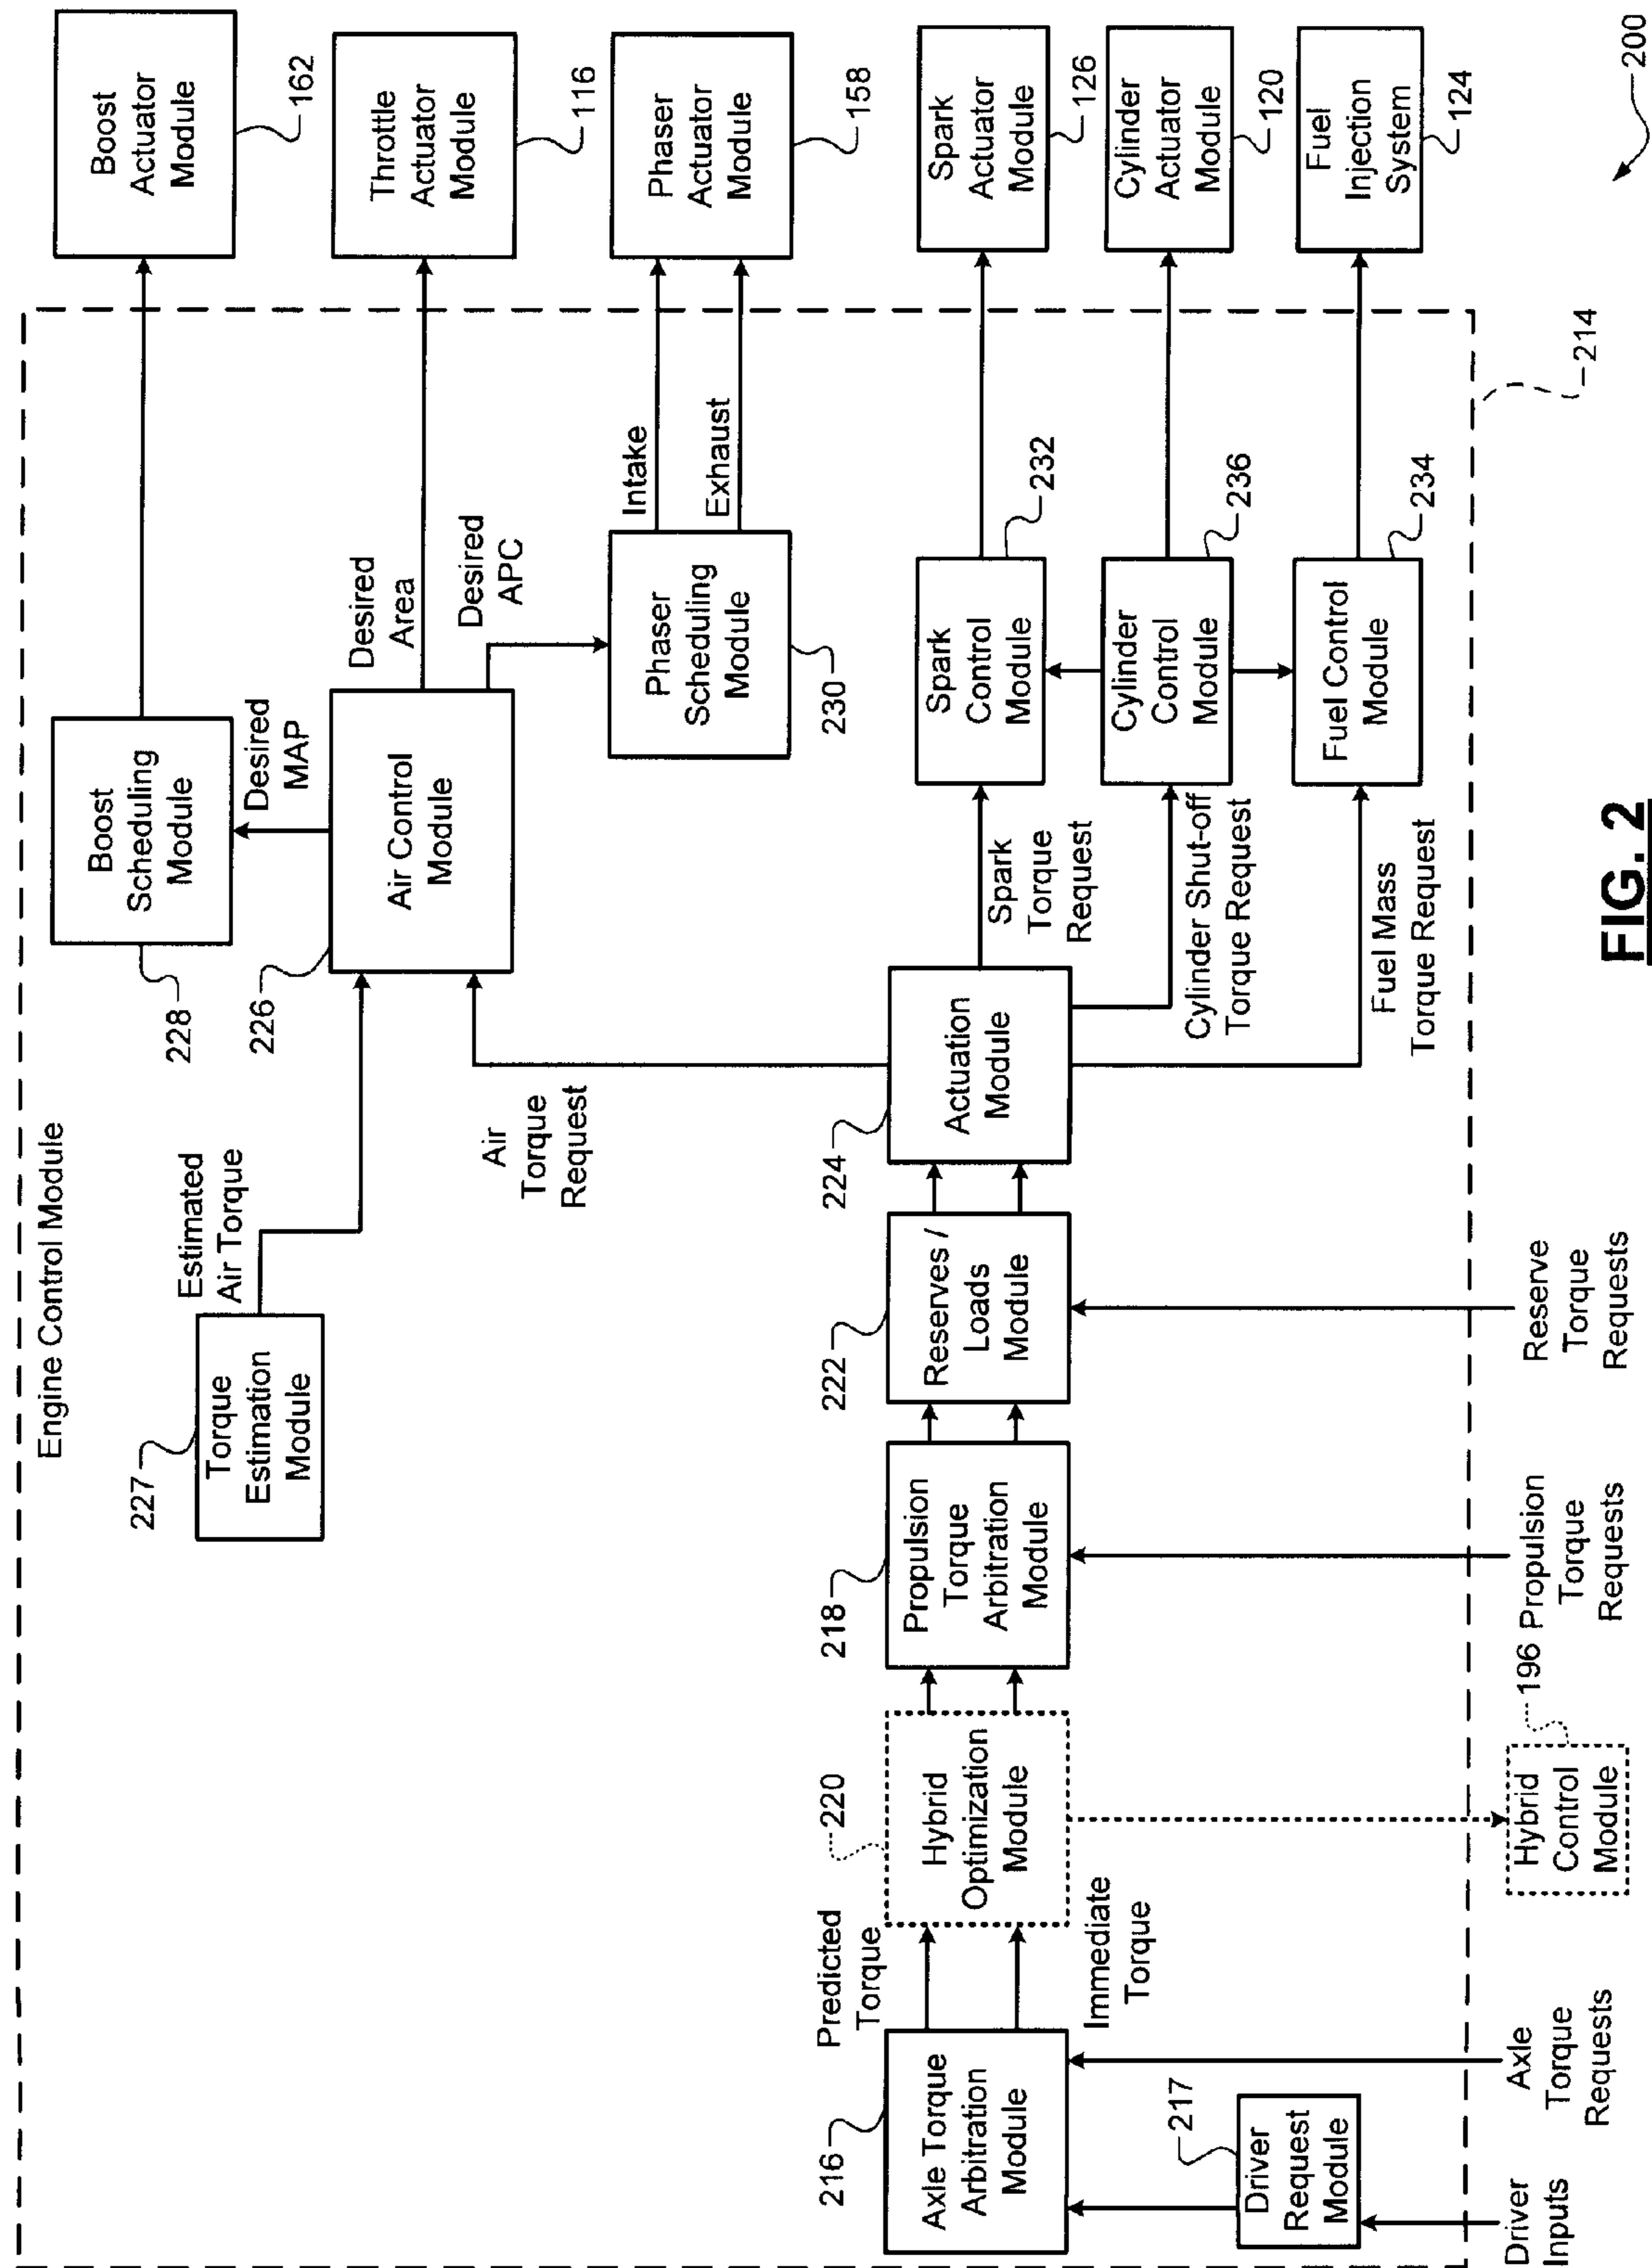 Engine Control Module
Boost
Actuator
Module
162
Throttle
Actuator
Module
116
Phaser
Actuator
Module
158
Spark
Actuator
Module
126
Cylinder
Actuator
Module
120
Fuel
Injection
System
124
200
214
Boost
Scheduling
Module
228
Desired
MAP
Air Control
Module
226
Desired
Area
Desired
APC
Phaser
Scheduling
Module
230
Intake
Exhaust
Spark
Control
Module
232
Cylinder
Control
Module
236
Fuel Control
Module
234
Torque
Estimation
Module
227
Estimated
Air Torque
Air
Torque
Request
Spark
Torque
Request
Cylinder Shut-off
Torque Request
Fuel Mass
Torque Request
Actuation
Module
224
Reserves /
Loads
Module
222
Propulsion
Torque
Arbitration
Module
218
Hybrid
Optimization
Module
220
Predicted
Torque
Immediate
Torque
Axle Torque
Arbitration
Module
216
Driver
Request
Module
217
Driver
Inputs
Axle
Torque
Requests
Hybrid
Control
Module
196
Propulsion
Torque
Requests
Reserve
Torque
Requests
FIG. 2